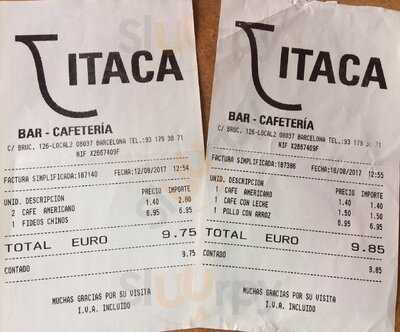 ITACA
BAR - CAFETERÍA
C/ BRUC, 126-LOCAL2 08037 BARCELONA TEL.:93 179 38 71
NIF X2667409F
FACTURA SIMPLIFICADA:187140 FECHA:12/08/2017 12:54
UNID. DESCRIPCION PRECIO IMPORTE
2 CAFE AMERICANO 1.40 2.80
1 FIDEOS CHINOS 6.95 6.95
TOTAL EURO 9.75
CONTADO 9.75
MUCHAS GRACIAS POR SU VISITA
I.V.A. INCLUIDO
ITACA
BAR - CAFETERÍA
C/ BRUC, 126-LOCAL2 08037 BARCELONA TEL.:93 179 38 71
NIF X2667409F
FACTURA SIMPLIFICADA:187386 FECHA:18/08/2017 12:55
UNID. DESCRIPCION PRECIO IMPORTE
1 CAFE AMERICANO 1.40 1.40
1 CAFE CON LECHE 1.50 1.50
1 POLLO CON ARROZ 6.95 6.95
TOTAL EURO 9.85
CONTADO 9.85
MUCHAS GRACIAS POR SU VISITA
I.V.A. INCLUIDO